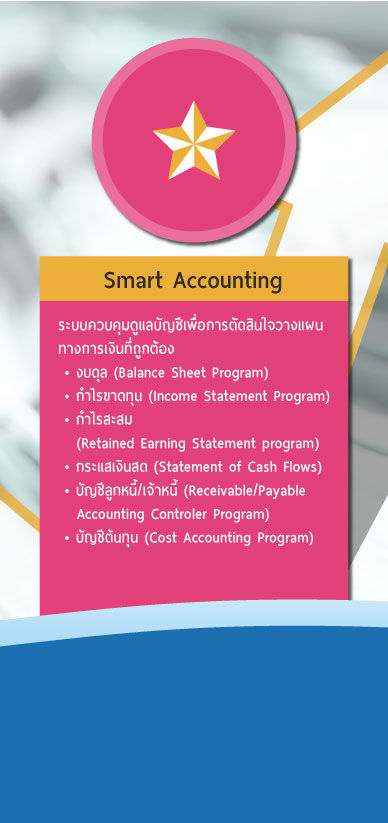 Smart Accounting
ระบบควบคุมดูแลบัญชีเพื่อการตัดสินใจวางแผน
ทางการเงินที่ถูกต้อง
• งบดุล (Balance Sheet Program)
• กำไรขาดทุน (Income Statement Program)
• กำไรสะสม
(Retained Earning Statement program)
• กระแสเงินสด (Statement of Cash Flows)
• บัญชีลูกหนี้/เจ้าหนี้ (Receivable/Payable
Accounting Controler Program)
• บัญชีต้นทุน (Cost Accounting Program)